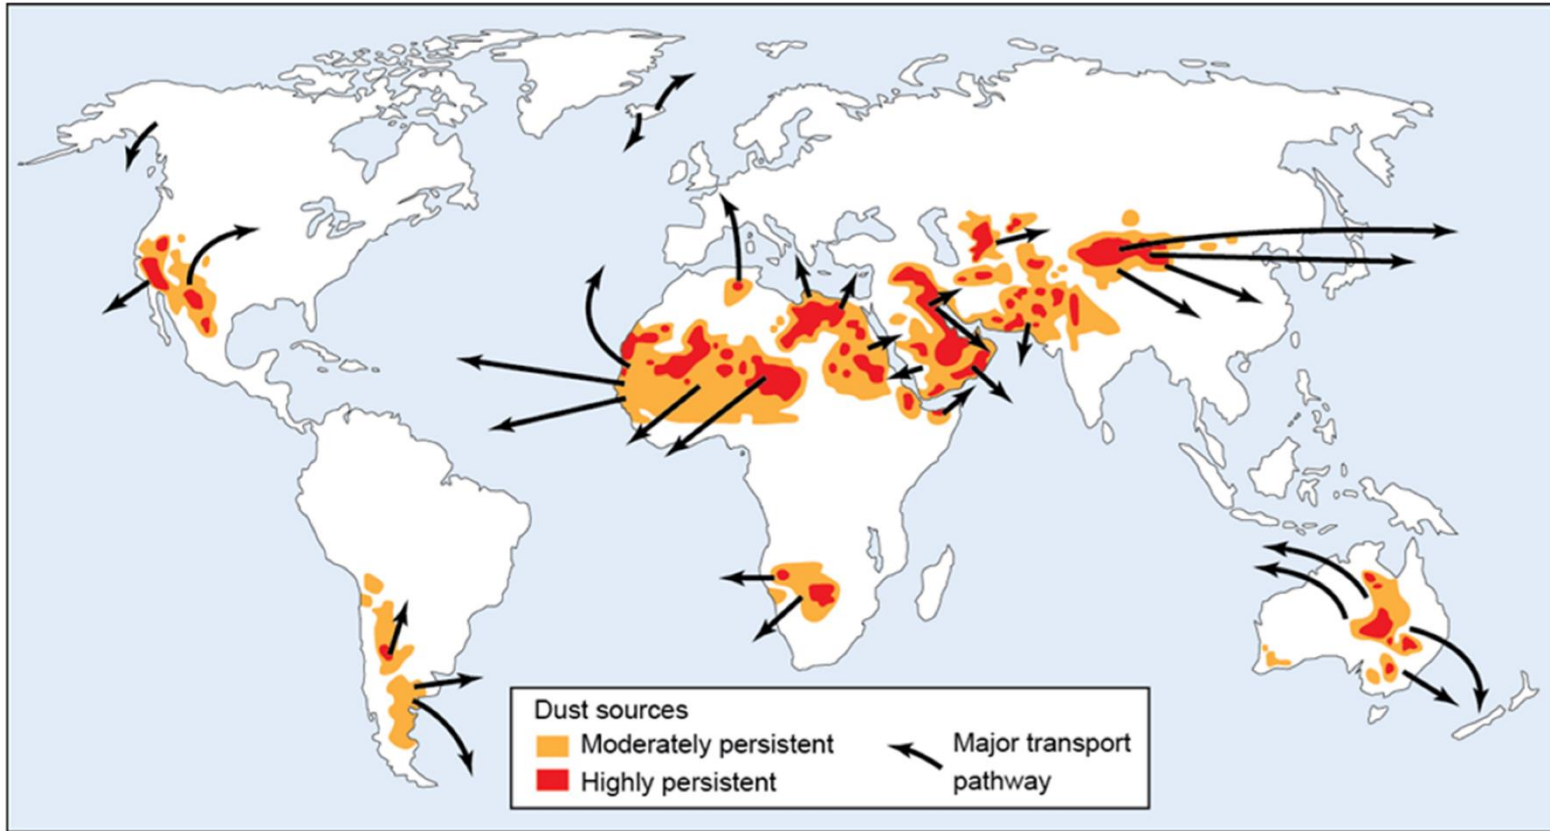 Dust sources
Moderately persistent
Highly persistent
Major transport
pathway